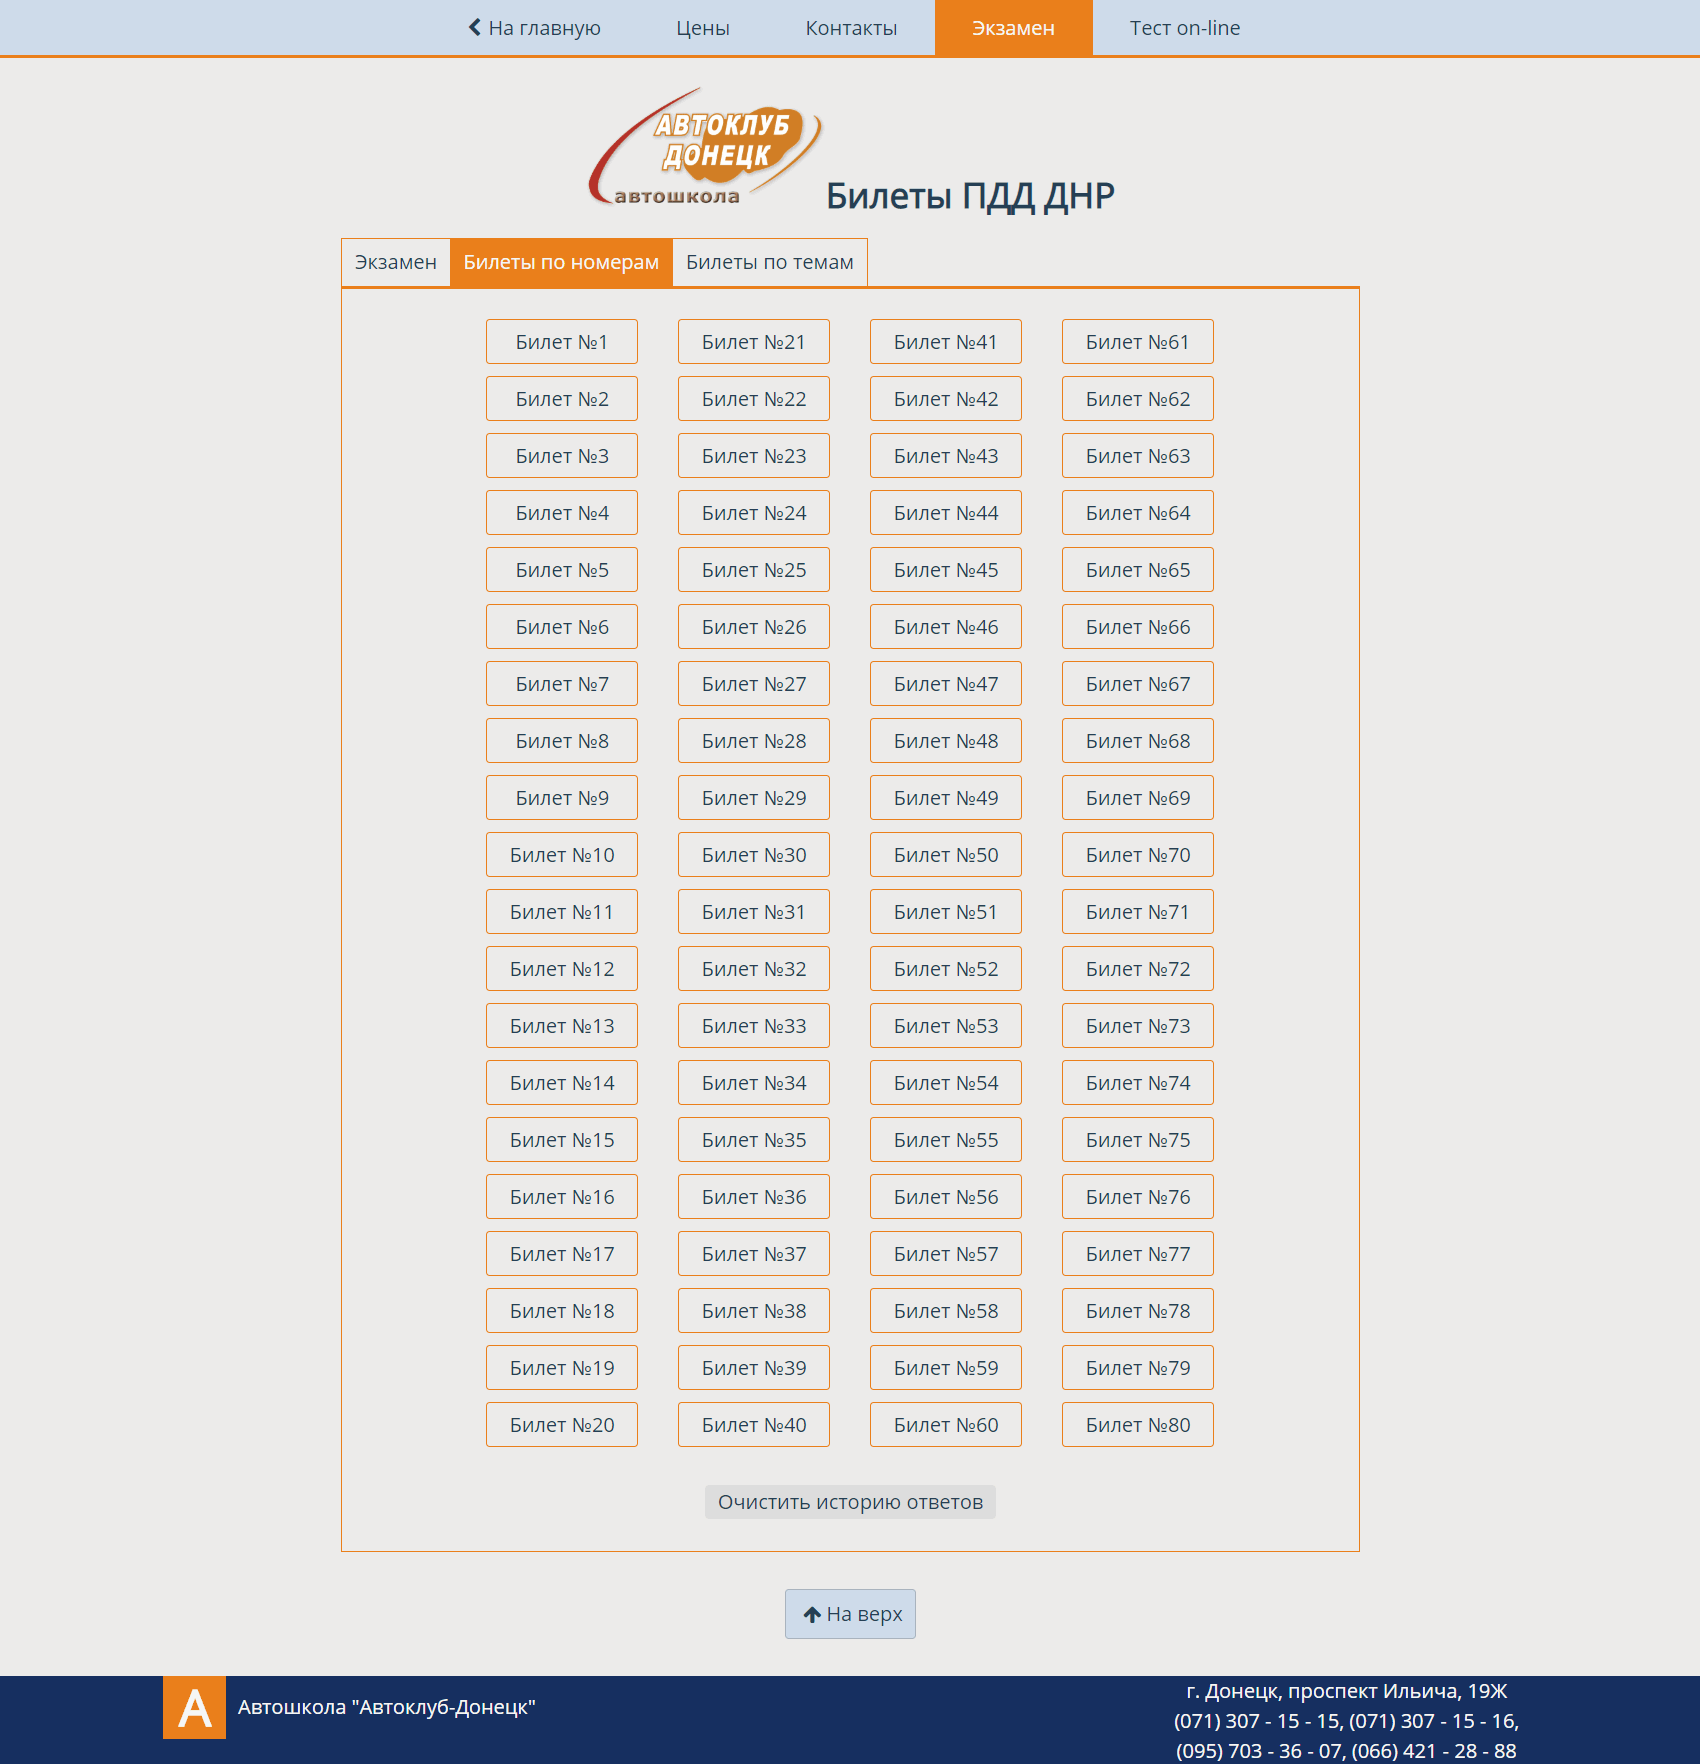 На главную Цены Контакты Экзамен Тест on-line
АВТОКЛУБ
ДОНЕЦК
автошкола
Билеты ПДД ДНР
Экзамен Билеты по номерам Билеты по темам
Билет №1 Билет №21 Билет №41 Билет №61
Билет №2 Билет №22 Билет №42 Билет №62
Билет №3 Билет №23 Билет №43 Билет №63
Билет №4 Билет №24 Билет №44 Билет №64
Билет №5 Билет №25 Билет №45 Билет №65
Билет №6 Билет №26 Билет №46 Билет №66
Билет №7 Билет №27 Билет №47 Билет №67
Билет №8 Билет №28 Билет №48 Билет №68
Билет №9 Билет №29 Билет №49 Билет №69
Билет №10 Билет №30 Билет №50 Билет №70
Билет №11 Билет №31 Билет №51 Билет №71
Билет №12 Билет №32 Билет №52 Билет №72
Билет №13 Билет №33 Билет №53 Билет №73
Билет №14 Билет №34 Билет №54 Билет №74
Билет №15 Билет №35 Билет №55 Билет №75
Билет №16 Билет №36 Билет №56 Билет №76
Билет №17 Билет №37 Билет №57 Билет №77
Билет №18 Билет №38 Билет №58 Билет №78
Билет №19 Билет №39 Билет №59 Билет №79
Билет №20 Билет №40 Билет №60 Билет №80
Очистить историю ответов
На верх
А Автошкола "Автоклуб-Донецк"
г. Донецк, проспект Ильича, 19Ж
(071) 307 - 15 - 15, (071) 307 - 15 - 16,
(095) 703 - 36 - 07, (066) 421 - 28 - 88